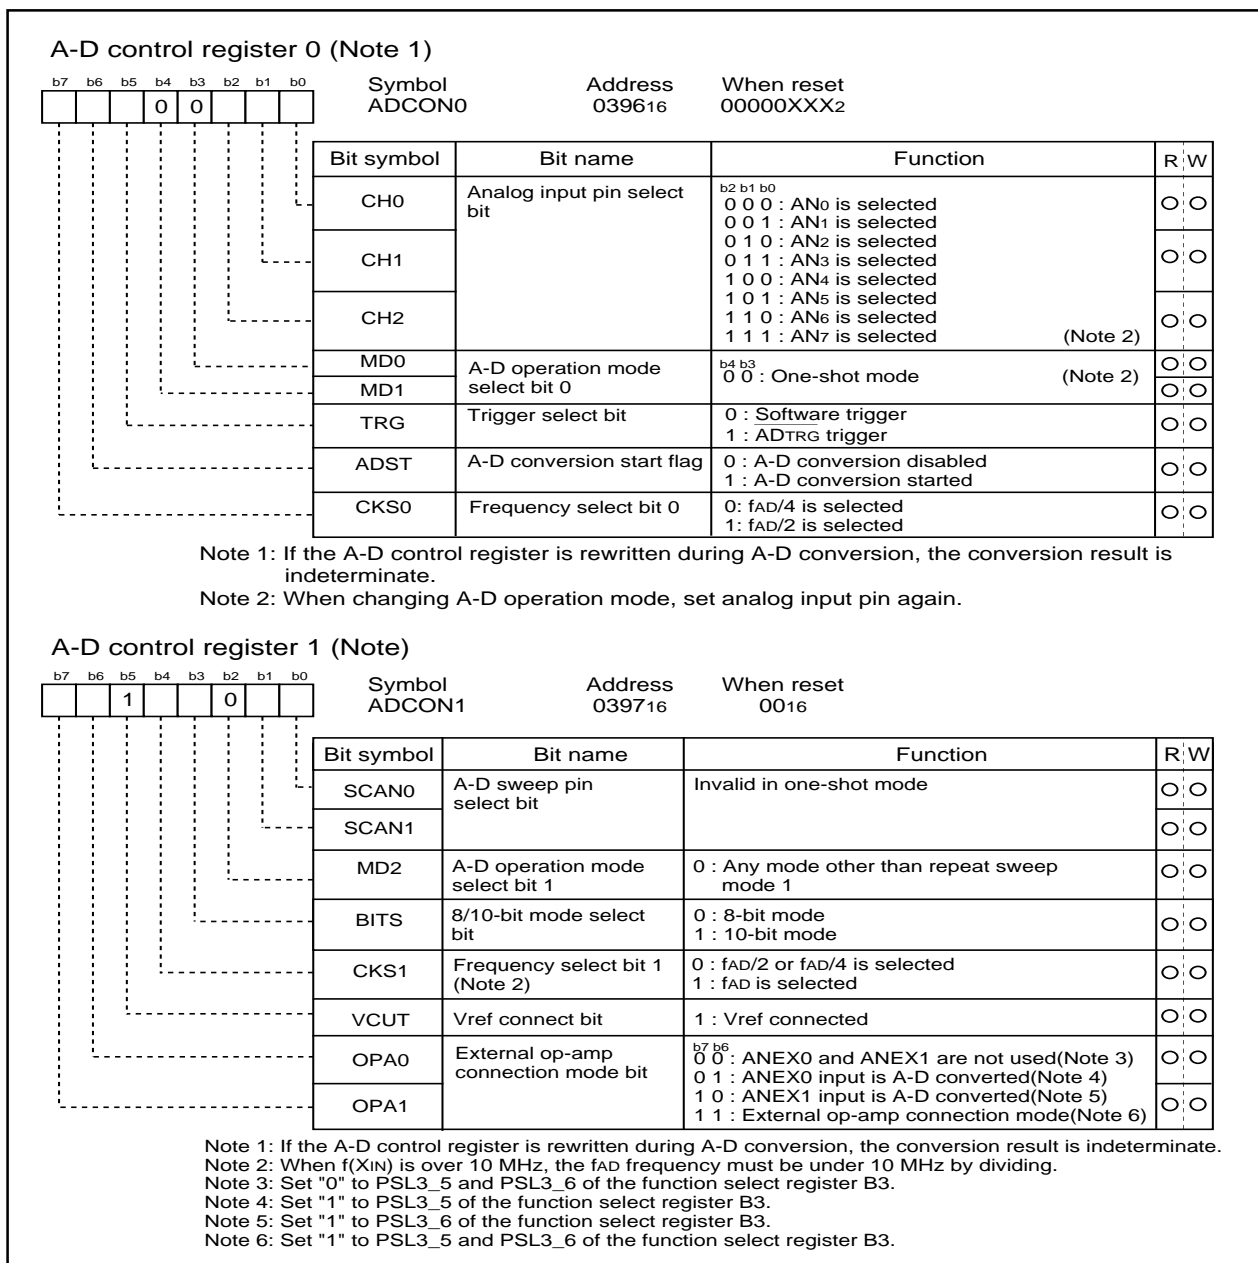 A-D control register 0 (Note 1)
b7 b6 b5 b4 b3 b2 b1 b0
0 0
Symbol Address When reset
ADCON0 039616 00000XXX2
Bit symbol Bit name Function R W
CH0 Analog input pin select bit
b2 b1 b0
0 0 0 : AN0 is selected
0 0 1 : AN1 is selected
0 1 0 : AN2 is selected
CH1 0 1 1 : AN3 is selected
1 0 0 : AN4 is selected
1 0 1 : AN5 is selected
CH2 1 1 0 : AN6 is selected
1 1 1 : AN7 is selected (Note 2)
MD0 A-D operation mode select bit 0
b4 b3
0 0 : One-shot mode (Note 2)
MD1
TRG Trigger select bit 0 : Software trigger
1 : ADTRG trigger
ADST A-D conversion start flag 0 : A-D conversion disabled
1 : A-D conversion started
CKS0 Frequency select bit 0 0: fAD/4 is selected
1: fAD/2 is selected
Note 1: If the A-D control register is rewritten during A-D conversion, the conversion result is
indeterminate.
Note 2: When changing A-D operation mode, set analog input pin again.
A-D control register 1 (Note)
b7 b6 b5 b4 b3 b2 b1 b0
1 0
Symbol Address When reset
ADCON1 039716 0016
Bit symbol Bit name Function R W
SCAN0 A-D sweep pin select bit Invalid in one-shot mode
SCAN1
MD2 A-D operation mode select bit 1 0 : Any mode other than repeat sweep
mode 1
BITS 8/10-bit mode select bit 0 : 8-bit mode
1 : 10-bit mode
CKS1 Frequency select bit 1 (Note 2) 0 : fAD/2 or fAD/4 is selected
1 : fAD is selected
VCUT Vref connect bit 1 : Vref connected
OPA0 External op-amp connection mode bit
b7 b6
0 0 : ANEX0 and ANEX1 are not used(Note 3)
0 1 : ANEX0 input is A-D converted(Note 4)
OPA1 1 0 : ANEX1 input is A-D converted(Note 5)
1 1 : External op-amp connection mode(Note 6)
Note 1: If the A-D control register is rewritten during A-D conversion, the conversion result is indeterminate.
Note 2: When f(XIN) is over 10 MHz, the fAD frequency must be under 10 MHz by dividing.
Note 3: Set "0" to PSL3_5 and PSL3_6 of the function select register B3.
Note 4: Set "1" to PSL3_5 of the function select register B3.
Note 5: Set "1" to PSL3_6 of the function select register B3.
Note 6: Set "1" to PSL3_5 and PSL3_6 of the function select register B3.